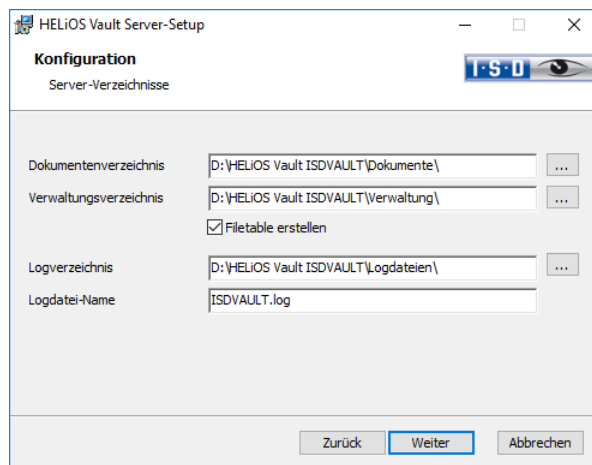 HELiOS Vault Server-Setup
Konfiguration
Server-Verzeichnisse
I·S·D
Dokumentenverzeichnis D:\HELiOS Vault ISDVAULT\Dokumente\ ...
Verwaltungsverzeichnis D:\HELiOS Vault ISDVAULT\Verwaltung\ ...
Filetable erstellen
Logverzeichnis D:\HELiOS Vault ISDVAULT\Logdateien\ ...
Logdatei-Name ISDVAULT.log
Zurück Weiter Abbrechen